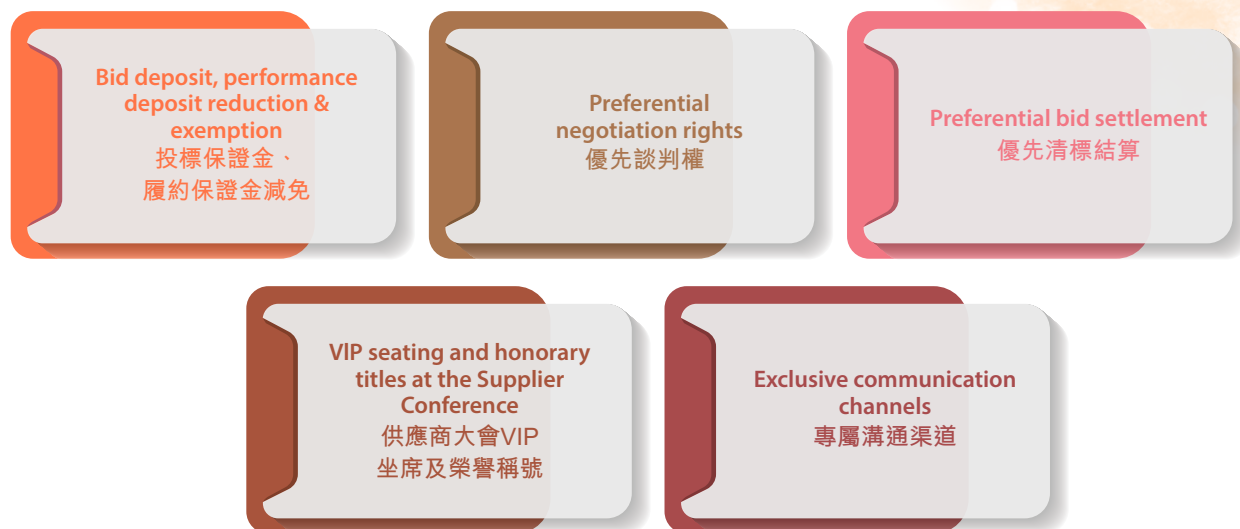 Bid deposit, performance
deposit reduction &
exemption
投標保證金、
履約保證金減免
Preferential
negotiation rights
優先談判權
Preferential bid settlement
優先清標結算
VIP seating and honorary
titles at the Supplier
Conference
供應商大會VIP
坐席及榮譽稱號
Exclusive communication
channels
專屬溝通渠道